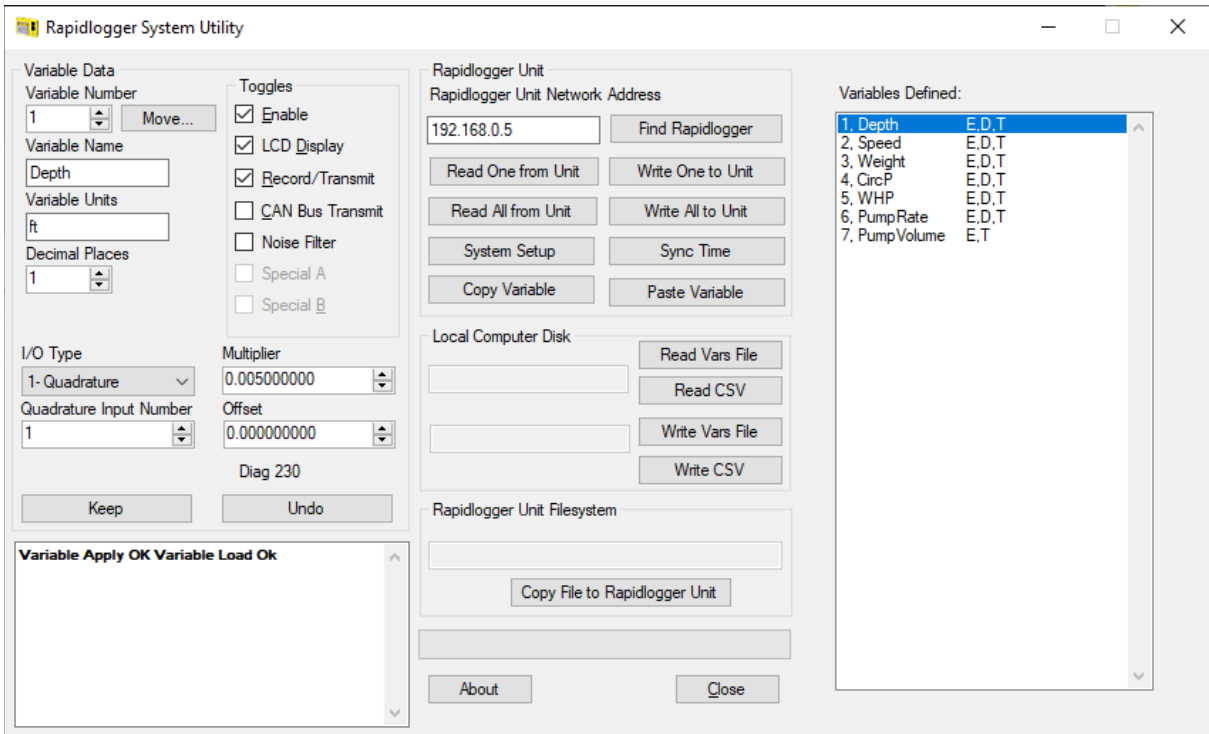 Rapidlogger System Utility
Variable Data
Variable Number
1
Move...
Variable Name
Depth
Variable Units
ft
Decimal Places
1
Toggles
Enable
LCD Display
Record/Transmit
CAN Bus Transmit
Noise Filter
Special A
Special B
I/O Type
1- Quadrature
Multiplier
0.005000000
Quadrature Input Number
1
Offset
0.000000000
Diag 230
Keep
Undo
Variable Apply OK Variable Load Ok
Rapidlogger Unit
Rapidlogger Unit Network Address
192.168.0.5
Find Rapidlogger
Read One from Unit
Write One to Unit
Read All from Unit
Write All to Unit
System Setup
Sync Time
Copy Variable
Paste Variable
Local Computer Disk
Read Vars File
Read CSV
Write Vars File
Write CSV
Rapidlogger Unit Filesystem
Copy File to Rapidlogger Unit
About
Close
Variables Defined:
1, Depth E,D,T
2, Speed E,D,T
3, Weight E,D,T
4, CircP E,D,T
5, WHP E,D,T
6, PumpRate E,D,T
7, PumpVolume E,T